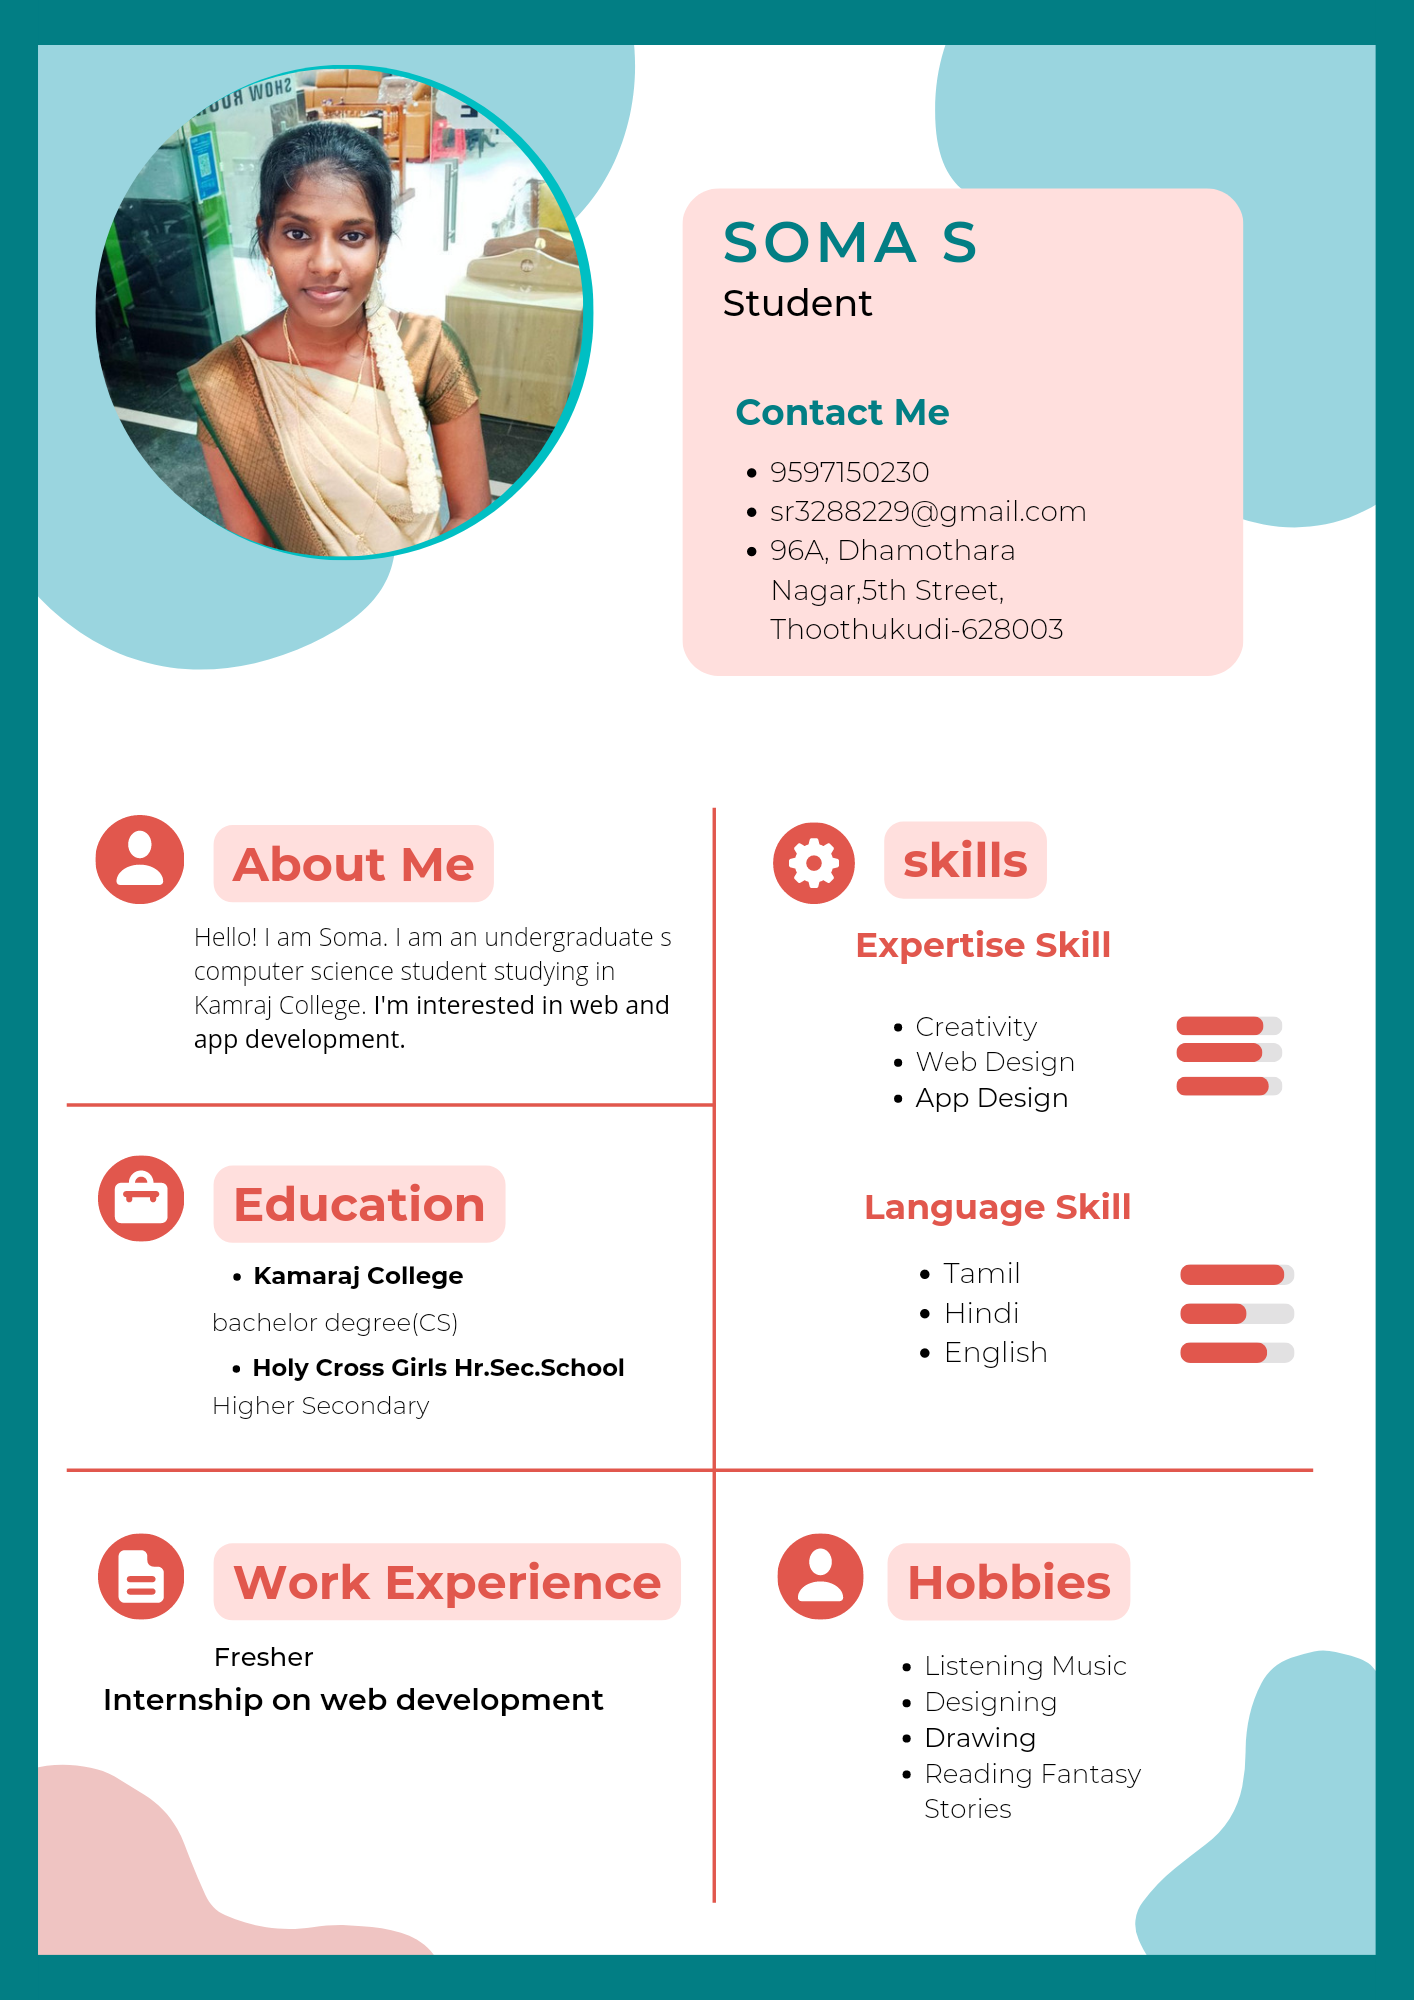 SHOW ROOM
SOMA S
Student
Contact Me
9597150230
sr3288229@gmail.com
96A, Dhamothara
Nagar,5th Street,
Thoothukudi-628003
About Me
Hello! I am Soma. I am an undergraduate s
computer science student studying in
Kamraj College. I'm interested in web and
app development.
Education
Kamaraj College
bachelor degree(CS)
Holy Cross Girls Hr.Sec.School
Higher Secondary
Work Experience
Fresher
Internship on web development
skills
Expertise Skill
Creativity
Web Design
App Design
Language Skill
Tamil
Hindi
English
Hobbies
Listening Music
Designing
Drawing
Reading Fantasy
Stories